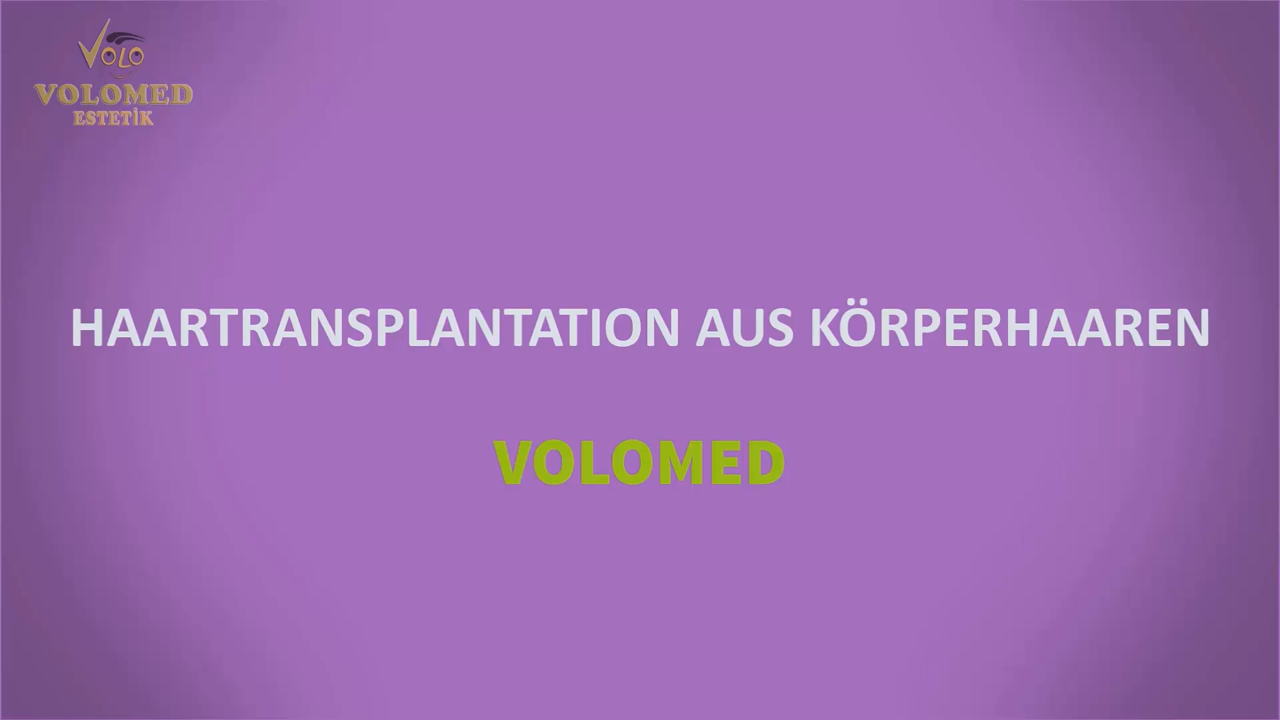 VOLO
VOLOMED
ESTETİK
HAARTRANSPLANTATION AUS KÖRPERHAAREN
VOLOMED